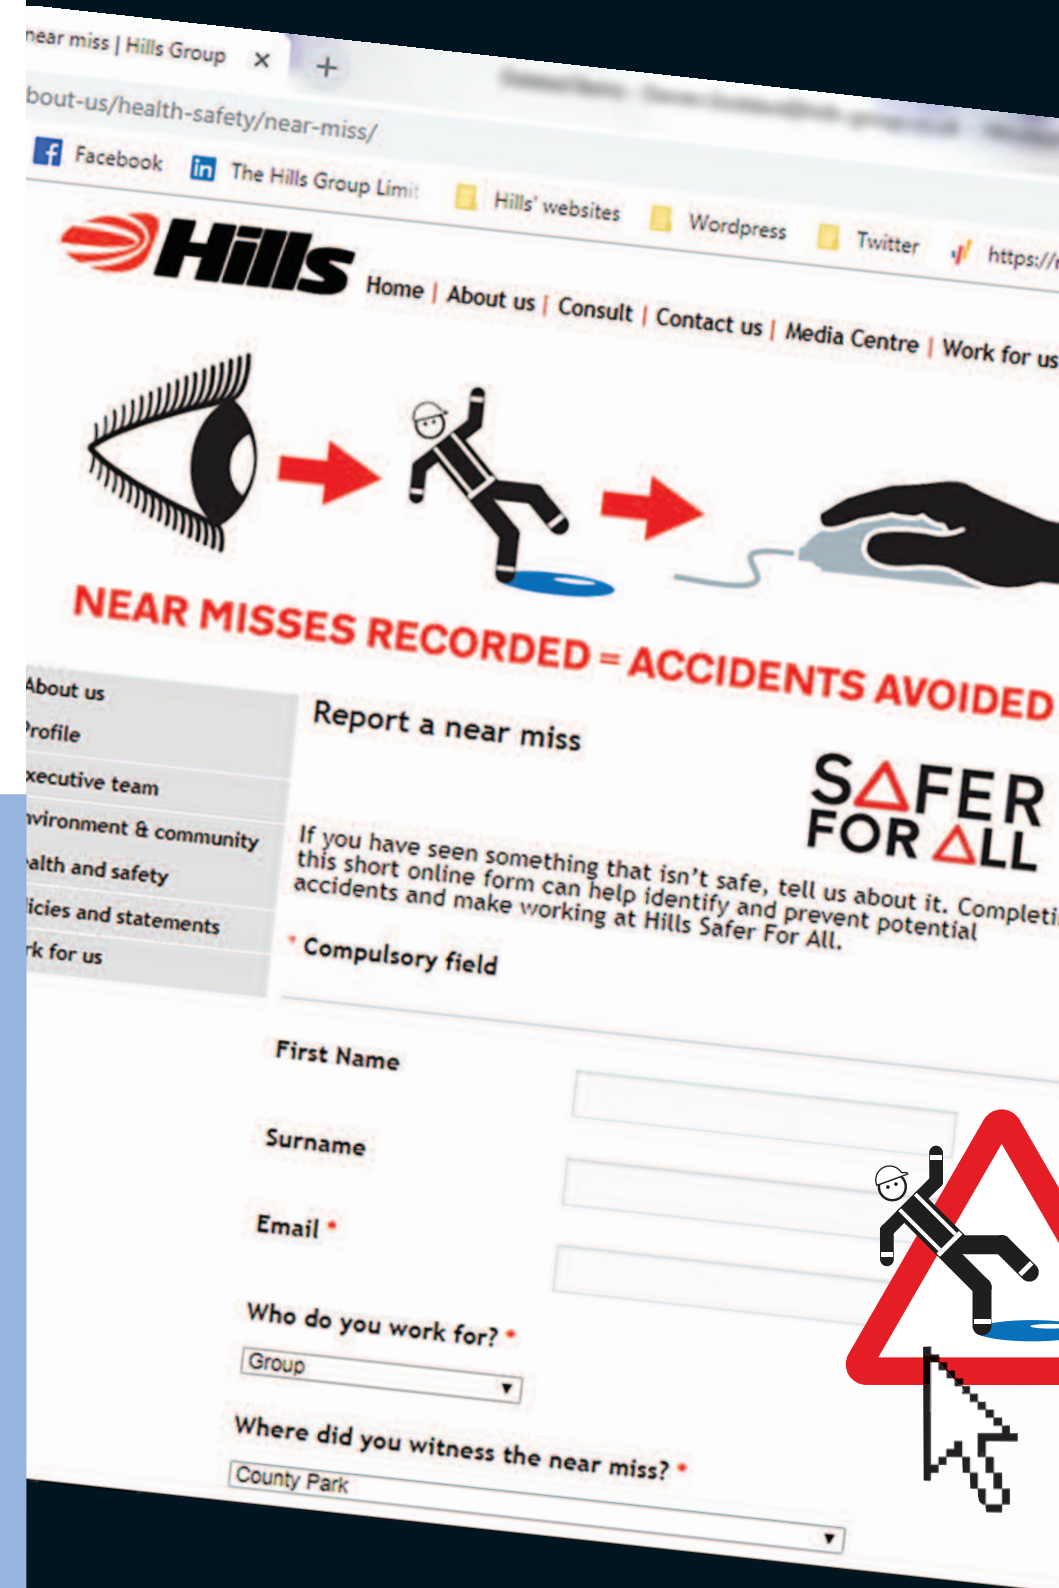 near miss | Hills Group
bout-us/health-safety/near-miss/
Facebook
The Hills Group Limit
Hills' websites
Wordpress
Twitter
https://
Hills
Home | About us | Consult | Contact us | Media Centre | Work for us
NEAR MISSES RECORDED = ACCIDENTS AVOIDED
About us
rofile
xecutive team
nvironment & community
alth and safety
licies and statements
rk for us
Report a near miss
SAFER
FOR ALL
If you have seen something that isn't safe, tell us about it. Completi
this short online form can help identify and prevent potential
accidents and make working at Hills Safer For All.
* Compulsory field
First Name
Surname
Email *
Who do you work for? *
Group
Where did you witness the near miss? *
County Park